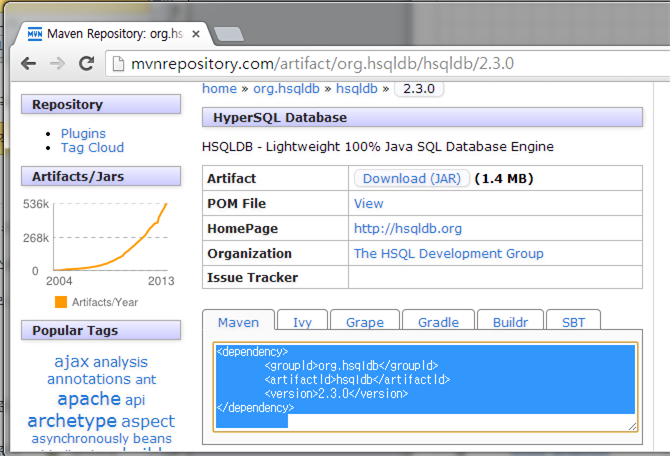 Maven Repository: org.hs
mvnrepository.com/artifact/org.hsqldb/hsqldb/2.3.0
Repository
Plugins
Tag Cloud
Artifacts/Jars
536k
268k
0
2004 2013
Artifacts/Year
Popular Tags
ajax analysis
annotations ant
apache api
archetype aspect
asynchronously beans
home » org.hsqldb » hsqldb » 2.3.0
HyperSQL Database
HSQLDB - Lightweight 100% Java SQL Database Engine
Artifact Download (JAR) (1.4 MB)
POM File View
HomePage http://hsqldb.org
Organization The HSQL Development Group
Issue Tracker
Maven Ivy Grape Gradle Buildr SBT
<dependency>
<groupId>org.hsqldb</groupId>
<artifactId>hsqldb</artifactId>
<version>2.3.0</version>
</dependency>